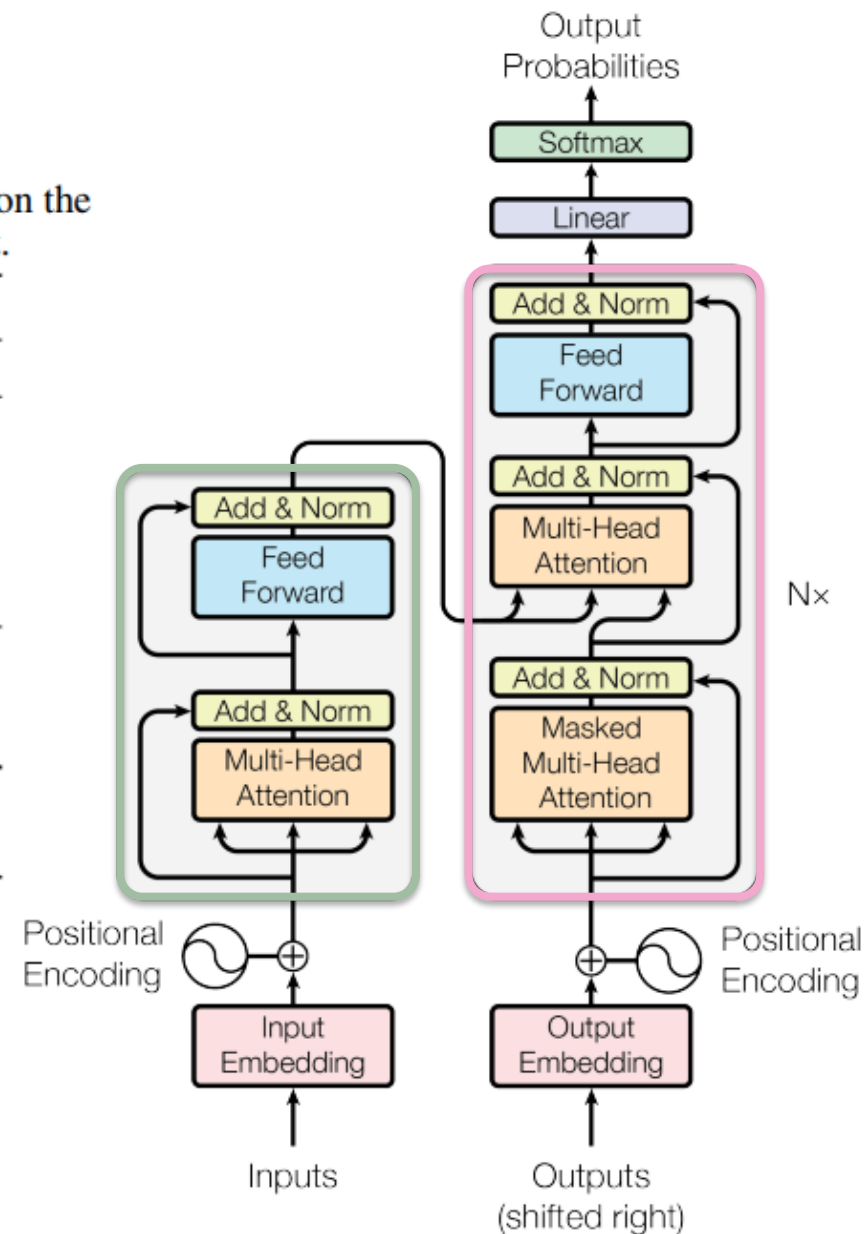 Output
Probabilities
Softmax
on the
Linear
Add & Norm
Feed
Forward
Add & Norm
Multi-Head
Attention
Add & Norm
Feed
Forward
N×
Add & Norm
Masked
Multi-Head
Attention
Add & Norm
Multi-Head
Attention
Positional
Encoding
Positional
Encoding
Input
Embedding
Output
Embedding
Inputs
Outputs
(shifted right)